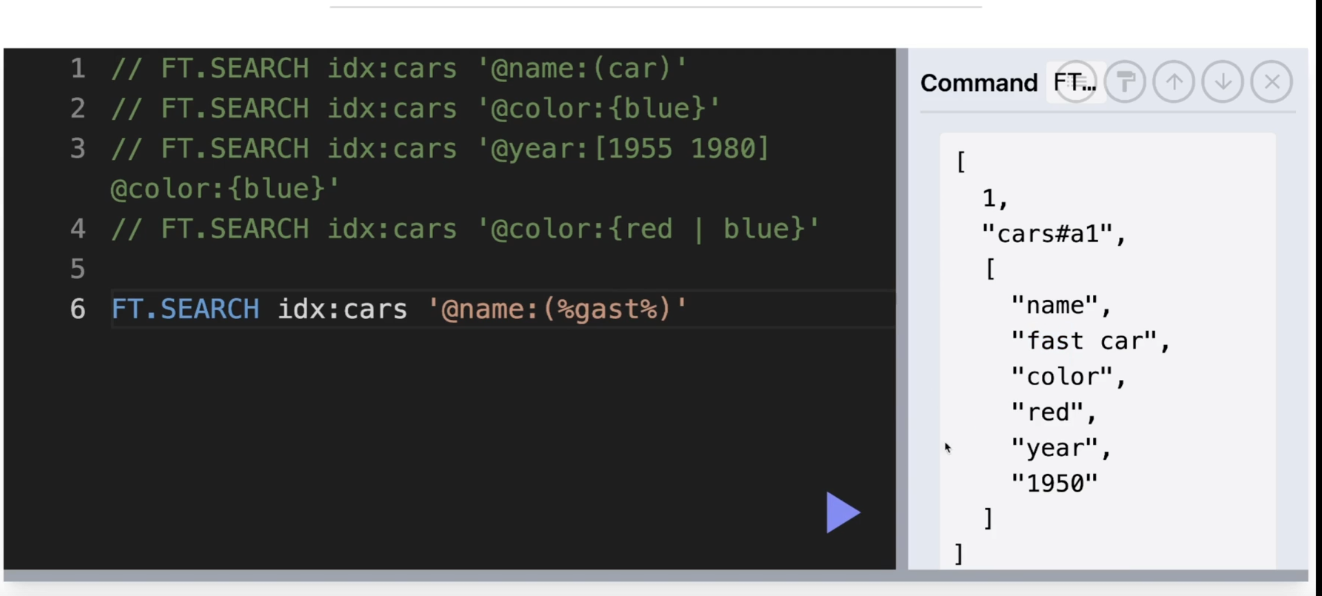 1 // FT.SEARCH idx:cars '@name:(car)'
2 // FT.SEARCH idx:cars '@color:{blue}'
3 // FT.SEARCH idx:cars '@year:[1955 1980]
@color:{blue}'
4 // FT.SEARCH idx:cars '@color:{red | blue}'
5
6 FT.SEARCH idx:cars '@name:(%gast%)'
Command FT…
[
1,
"cars#a1",
[
"name",
"fast car",
"color",
"red",
"year",
"1950"
]
]